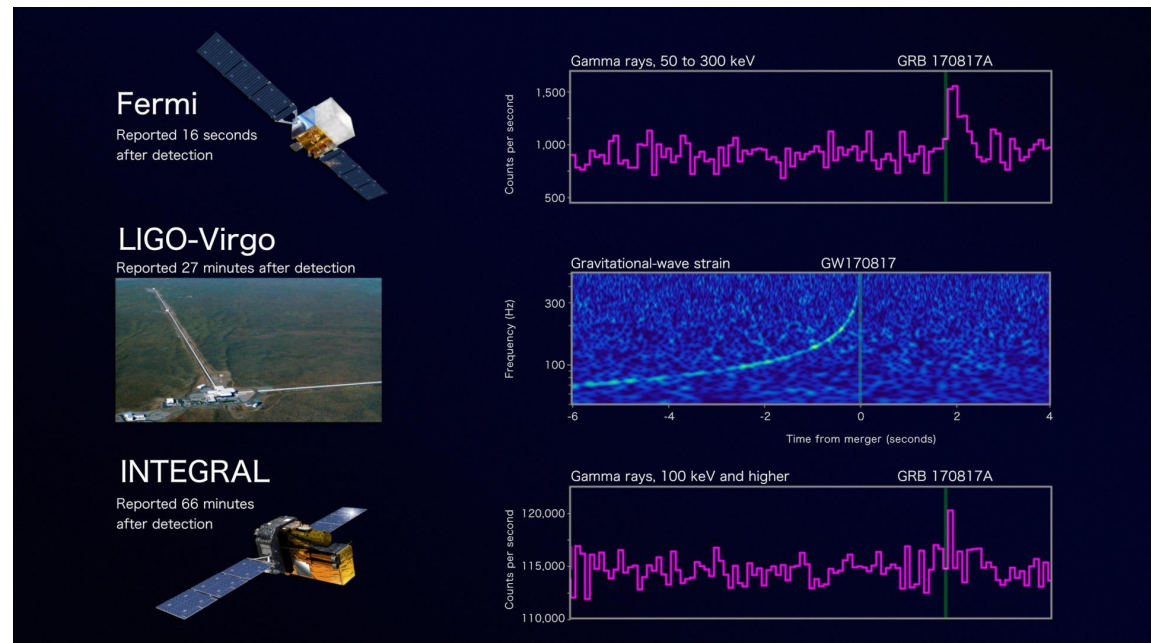 Fermi
Reported 16 seconds
after detection
Gamma rays, 50 to 300 keV
GRB 170817A
Counts per second
1,500
1,000
500
LIGO-Virgo
Reported 27 minutes after detection
Gravitational-wave strain
GW170817
Frequency (Hz)
300
100
-6
-4
-2
0
2
4
Time from merger (seconds)
INTEGRAL
Reported 66 minutes
after detection
Gamma rays, 100 keV and higher
GRB 170817A
Counts per second
120,000
115,000
110,000